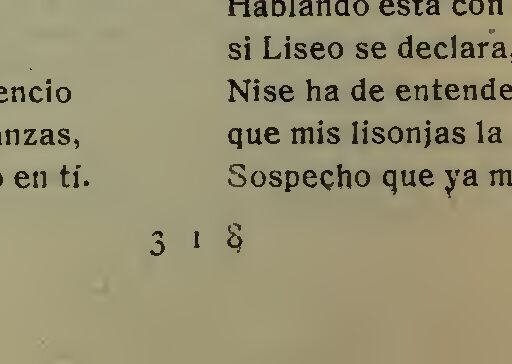 encio
anzas,
o en tí.
Hablando está con
si Liseo se declara,
Nise ha de entende
que mis lisonjas la
Sospecho que ya m
3 1 8